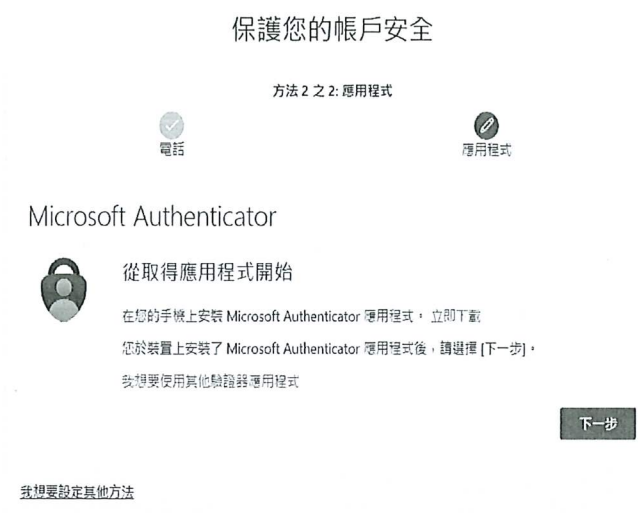 保護您的帳戶安全
方法 2 之 2: 應用程式
電話
應用程式
Microsoft Authenticator
從取得應用程式開始
在您的手機上安裝 Microsoft Authenticator 應用程式。 立即下載
您於裝置上安裝了 Microsoft Authenticator 應用程式後，請選擇 [下一步]。
我想要使用其他驗證器應用程式
下一步
我想要設定其他方法